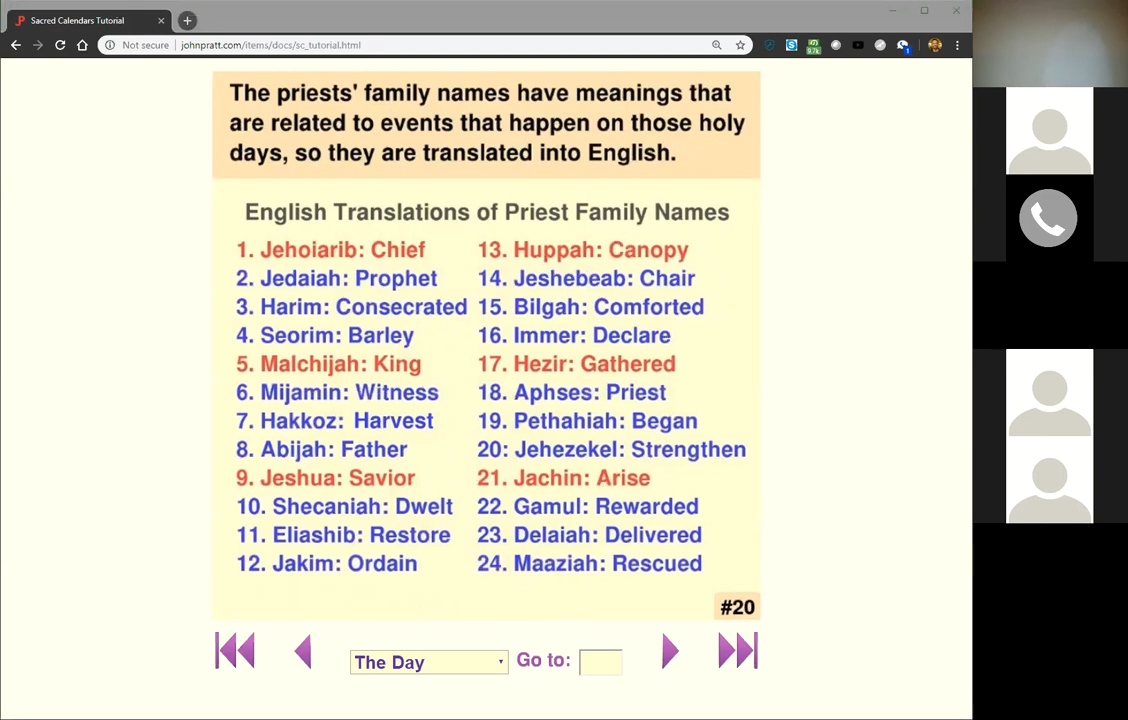 Sacred Calendars Tutorial
Not secure | johnpratt.com/items/docs/sc_tutorial.html
The priests' family names have meanings that
are related to events that happen on those holy
days, so they are translated into English.
English Translations of Priest Family Names
1. Jehoiarib: Chief
2. Jedaiah: Prophet
3. Harim: Consecrated
4. Seorim: Barley
5. Malchijah: King
6. Mijamin: Witness
7. Hakkoz: Harvest
8. Abijah: Father
9. Jeshua: Savior
10. Shecaniah: Dwelt
11. Eliashib: Restore
12. Jakim: Ordain
13. Huppah: Canopy
14. Jeshebeab: Chair
15. Bilgah: Comforted
16. Immer: Declare
17. Hezir: Gathered
18. Aphses: Priest
19. Pethahiah: Began
20: Jehezekel: Strengthen
21. Jachin: Arise
22. Gamul: Rewarded
23. Delaiah: Delivered
24. Maaziah: Rescued
#20
The Day
Go to: